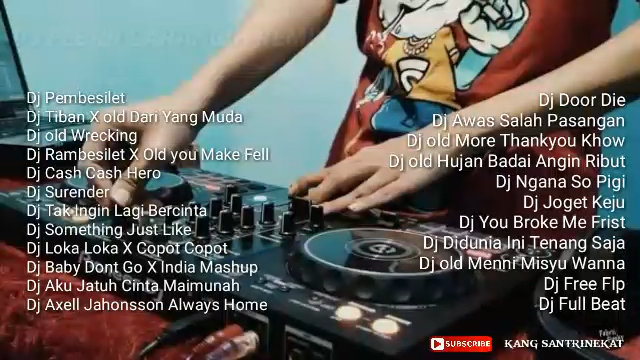 Dj Pembesilet
Dj Tiban X old Dari Yang Muda
Dj old Wrecking
Dj Rambesilet X Old you Make Fell
Dj Cash Cash Hero
Dj Surender
Dj Tak Ingin Lagi Bercinta
Dj Something Just Like
Dj Loka Loka X Copot Copot
Dj Baby Dont Go X India Mashup
Dj Aku Jatuh Cinta Maimunah
Dj Axell Jahonsson Always Home
Dj Door Die
Dj Awas Salah Pasangan
Dj old More Thankyou Khow
Dj old Hujan Badai Angin Ribut
Dj Ngana So Pigi
Dj Joget Keju
Dj You Broke Me Frist
Dj Didunia Ini Tenang Saja
Dj old Menhi Misyu Wanna
Dj Free Flp
Dj Full Beat
SUBSCRIBE
KANG SANTRINEKAT